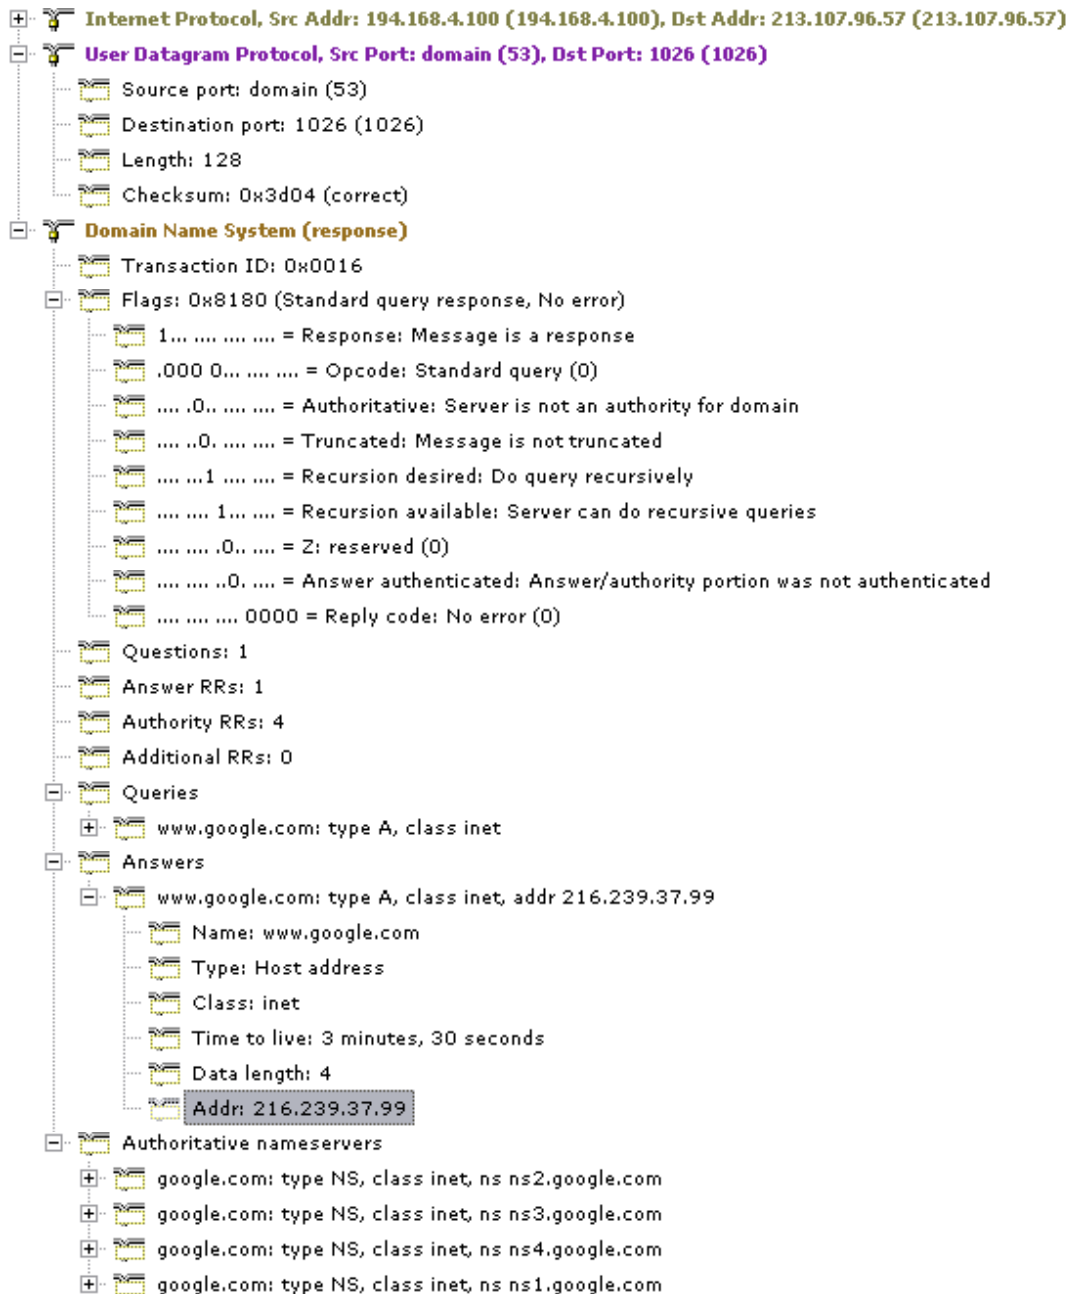 Internet Protocol, Src Addr: 194.168.4.100 (194.168.4.100), Dst Addr: 213.107.96.57 (213.107.96.57)
User Datagram Protocol, Src Port: domain (53), Dst Port: 1026 (1026)
Source port: domain (53)
Destination port: 1026 (1026)
Length: 128
Checksum: 0x3d04 (correct)
Domain Name System (response)
Transaction ID: 0x0016
Flags: 0x8180 (Standard query response, No error)
1... .... .... .... = Response: Message is a response
.000 0... .... .... = Opcode: Standard query (0)
.... .0.. .... .... = Authoritative: Server is not an authority for domain
.... ..0. .... .... = Truncated: Message is not truncated
.... ...1 .... .... = Recursion desired: Do query recursively
.... .... 1... .... = Recursion available: Server can do recursive queries
.... .... .0.. .... = Z: reserved (0)
.... .... ..0. .... = Answer authenticated: Answer/authority portion was not authenticated
.... .... .... 0000 = Reply code: No error (0)
Questions: 1
Answer RRs: 1
Authority RRs: 4
Additional RRs: 0
Queries
www.google.com: type A, class inet
Answers
www.google.com: type A, class inet, addr 216.239.37.99
Name: www.google.com
Type: Host address
Class: inet
Time to live: 3 minutes, 30 seconds
Data length: 4
Addr: 216.239.37.99
Authoritative nameservers
google.com: type NS, class inet, ns ns2.google.com
google.com: type NS, class inet, ns ns3.google.com
google.com: type NS, class inet, ns ns4.google.com
google.com: type NS, class inet, ns ns1.google.com